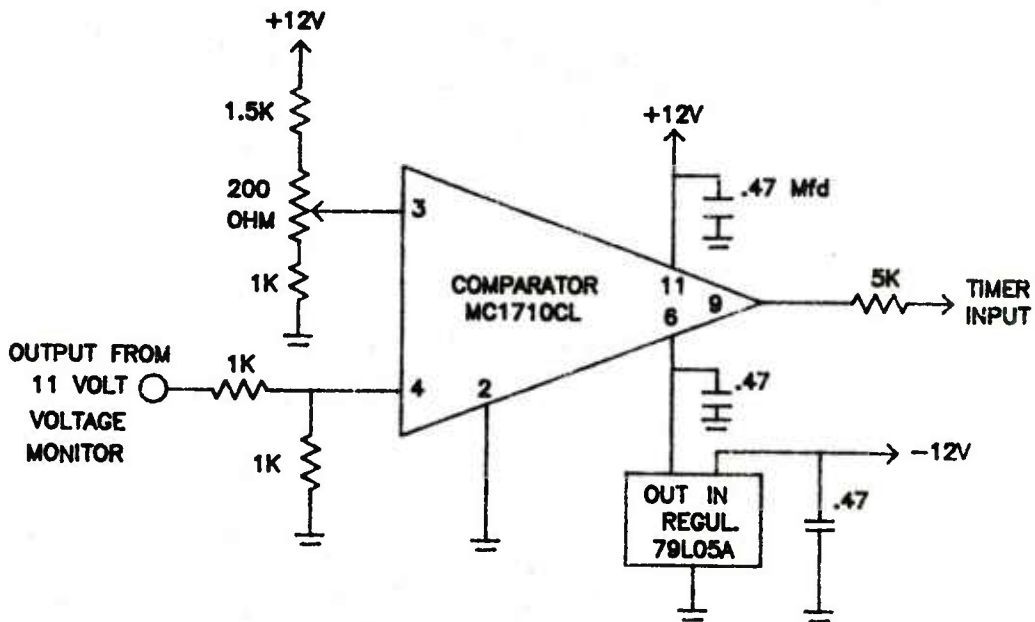 +12V
1.5K
200
OHM
1K
3
COMPARATOR
MC1710CL
+12V
.47 Mfd
11
9
6
5K
TIMER
INPUT
OUTPUT FROM
11 VOLT
VOLTAGE
MONITOR
1K
1K
4
2
.47
-12V
OUT IN
REGUL.
79L05A
.47